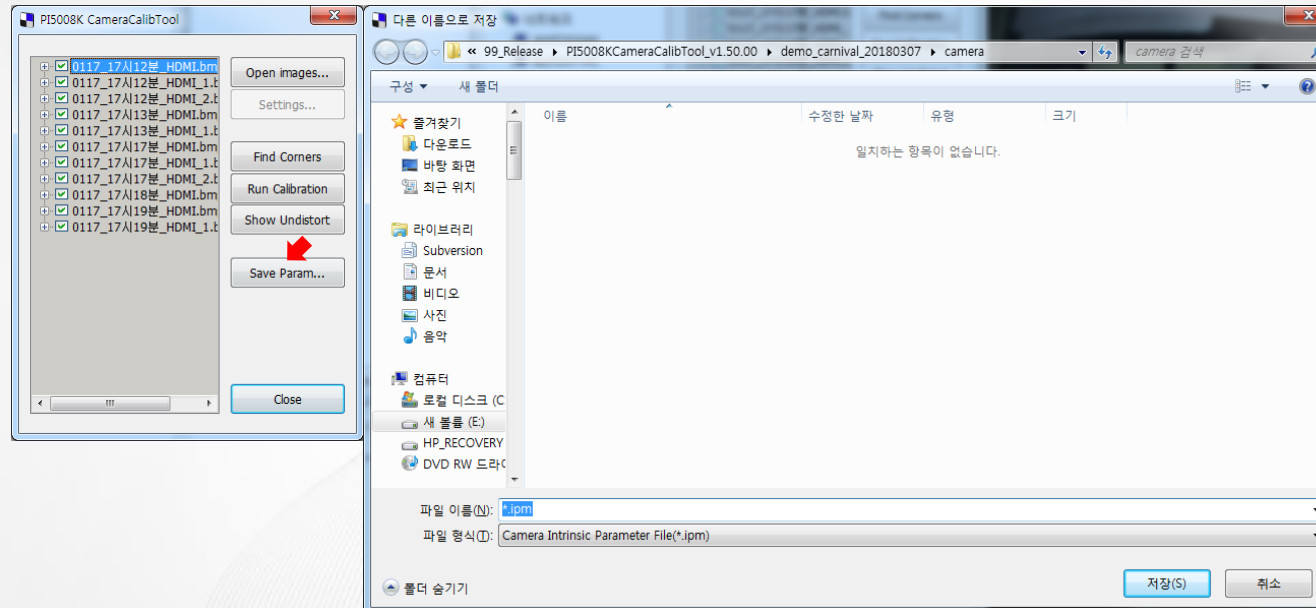 PI5008K CameraCalibTool
0117_17시12분_HDMI.bm
0117_17시12분_HDMI_1.b
0117_17시12분_HDMI_2.b
0117_17시13분_HDMI.bm
0117_17시13분_HDMI_1.b
0117_17시17분_HDMI.bm
0117_17시17분_HDMI_1.b
0117_17시17분_HDMI_2.b
0117_17시18분_HDMI.bm
0117_17시19분_HDMI.bm
0117_17시19분_HDMI_1.b
Open images...
Settings...
Find Corners
Run Calibration
Show Undistort
Save Param...
Close
다른 이름으로 저장
« 99_Release ▸ PI5008KCameraCalibTool_v1.50.00 ▸ demo_carnival_20180307 ▸ camera
camera 검색
구성 ▼ 새 폴더
이름 수정한 날짜 유형 크기
일치하는 항목이 없습니다.
즐겨찾기
다운로드
바탕 화면
최근 위치
라이브러리
Subversion
문서
비디오
사진
음악
컴퓨터
로컬 디스크 (C
새 볼륨 (E:)
HP_RECOVERY
DVD RW 드라이
파일 이름(N): *.ipm
파일 형식(T): Camera Intrinsic Parameter File(*.ipm)
폴더 숨기기
저장(S) 취소